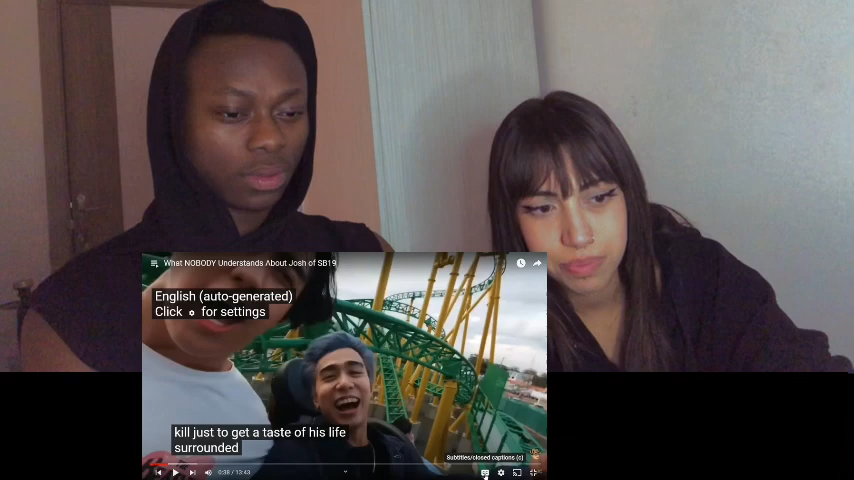 What NOBODY Understands About Josh of SB19
English (auto-generated)
Click for settings
kill just to get a taste of his life
surrounded
Subtitles/closed captions (c)
0:38 / 13:43